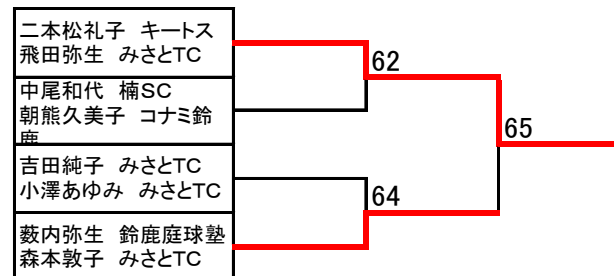 二本松礼子 キートス
飛田弥生 みさとTC
62
中尾和代 楠SC
朝熊久美子 コナミ鈴
鹿
65
吉田純子 みさとTC
小澤あゆみ みさとTC
64
薮内弥生 鈴鹿庭球塾
森本敦子 みさとTC